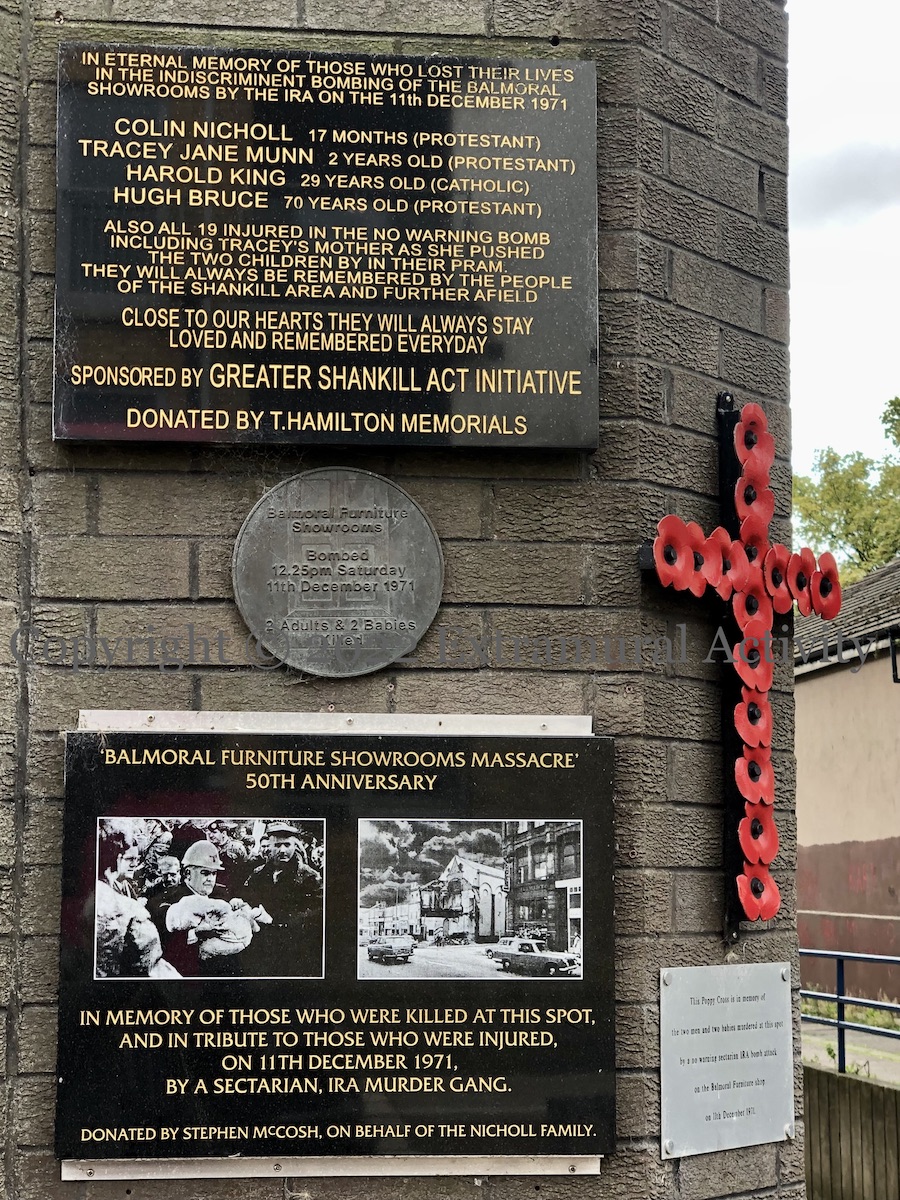 IN ETERNAL MEMORY OF THOSE WHO LOST THEIR LIVES
IN THE INDISCRIMINENT BOMBING OF THE BALMORAL
SHOWROOMS BY THE IRA ON THE 11th DECEMBER 1971
COLIN NICHOLL 17 MONTHS (PROTESTANT)
TRACEY JANE MUNN 2 YEARS OLD (PROTESTANT)
HAROLD KING 29 YEARS OLD (CATHOLIC)
HUGH BRUCE 70 YEARS OLD (PROTESTANT)
ALSO ALL 19 INJURED IN THE NO WARNING BOMB
INCLUDING TRACEY'S MOTHER AS SHE PUSHED
THE TWO CHILDREN BY IN THEIR PRAM.
THEY WILL ALWAYS BE REMEMBERED BY THE PEOPLE
OF THE SHANKILL AREA AND FURTHER AFIELD
CLOSE TO OUR HEARTS THEY WILL ALWAYS STAY
LOVED AND REMEMBERED EVERYDAY
SPONSORED BY GREATER SHANKILL ACT INITIATIVE
DONATED BY T.HAMILTON MEMORIALS
Balmoral Furniture
Showrooms
Bombed
12.25pm Saturday
11th December 1971
2 Adults & 2 Babies
Killed
Copyright © Extramural Activity
'BALMORAL FURNITURE SHOWROOMS MASSACRE'
50TH ANNIVERSARY
IN MEMORY OF THOSE WHO WERE KILLED AT THIS SPOT,
AND IN TRIBUTE TO THOSE WHO WERE INJURED,
ON 11TH DECEMBER 1971,
BY A SECTARIAN, IRA MURDER GANG.
DONATED BY STEPHEN McCOSH, ON BEHALF OF THE NICHOLL FAMILY.
This Poppy Cross is in memory of
the two men and two babies murdered at this spot
by a no warning sectarian IRA bomb attack
on the Balmoral Furniture shop
on 11th December 1971.